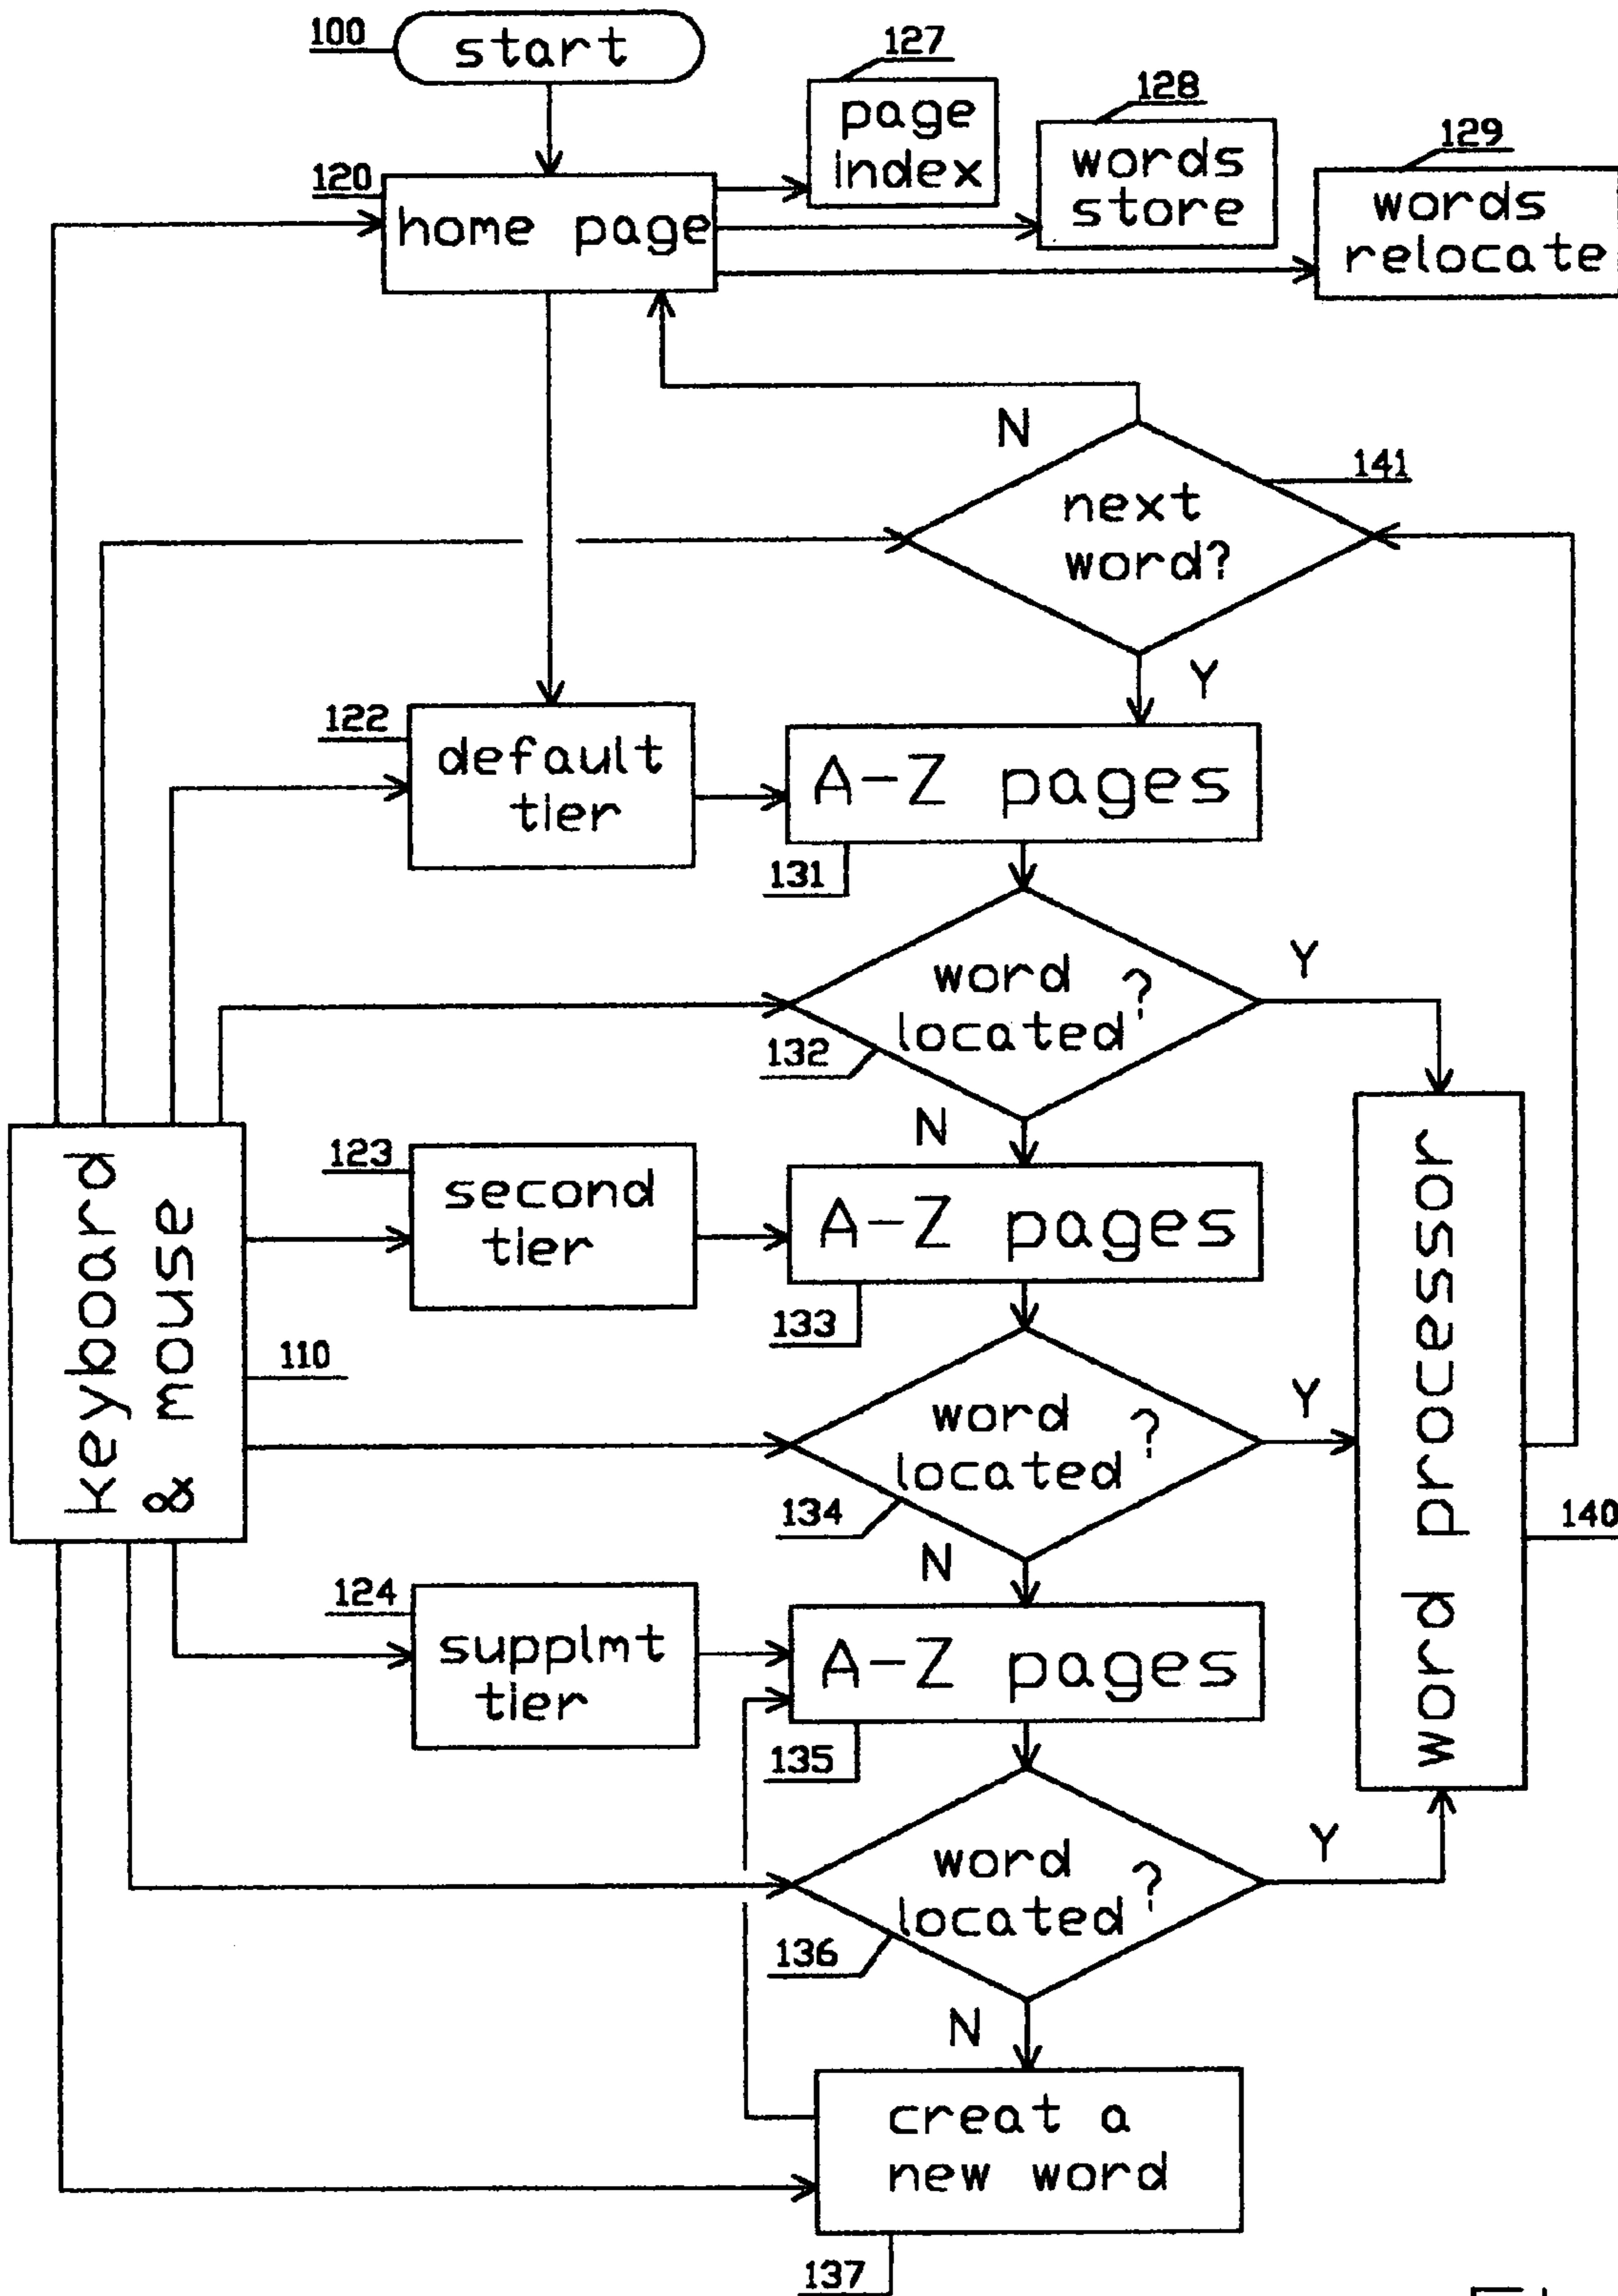 100
start
127
page
index
128
words
store
129
words
relocate
120
home page
N
141
next
word?
Y
122
default
tier
A-Z pages
131
word
located ?
132
Y
N
123
second
tier
A-Z pages
133
keyboard
& mouse
110
word
located ?
134
Y
N
word processor
140
124
supplmt
tier
A-Z pages
135
word
located ?
136
Y
N
creat a
new word
137